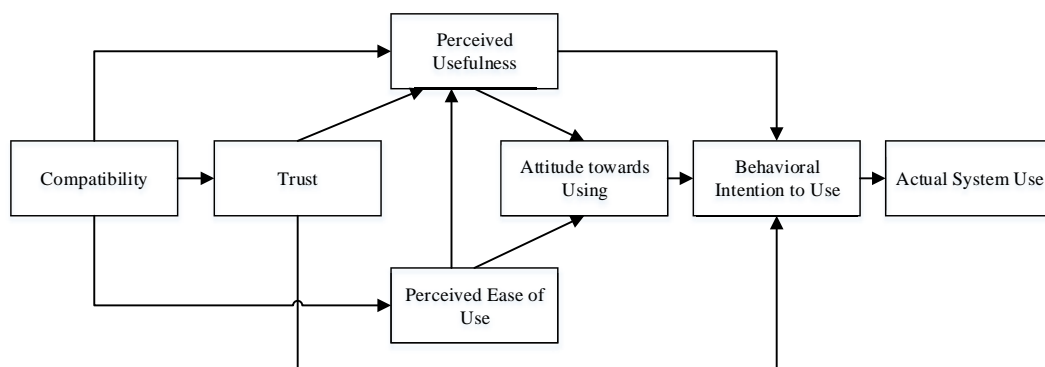 Perceived
Usefulness
Compatibility
Trust
Attitude towards
Using
Behavioral
Intention to Use
Actual System Use
Perceived Ease of
Use